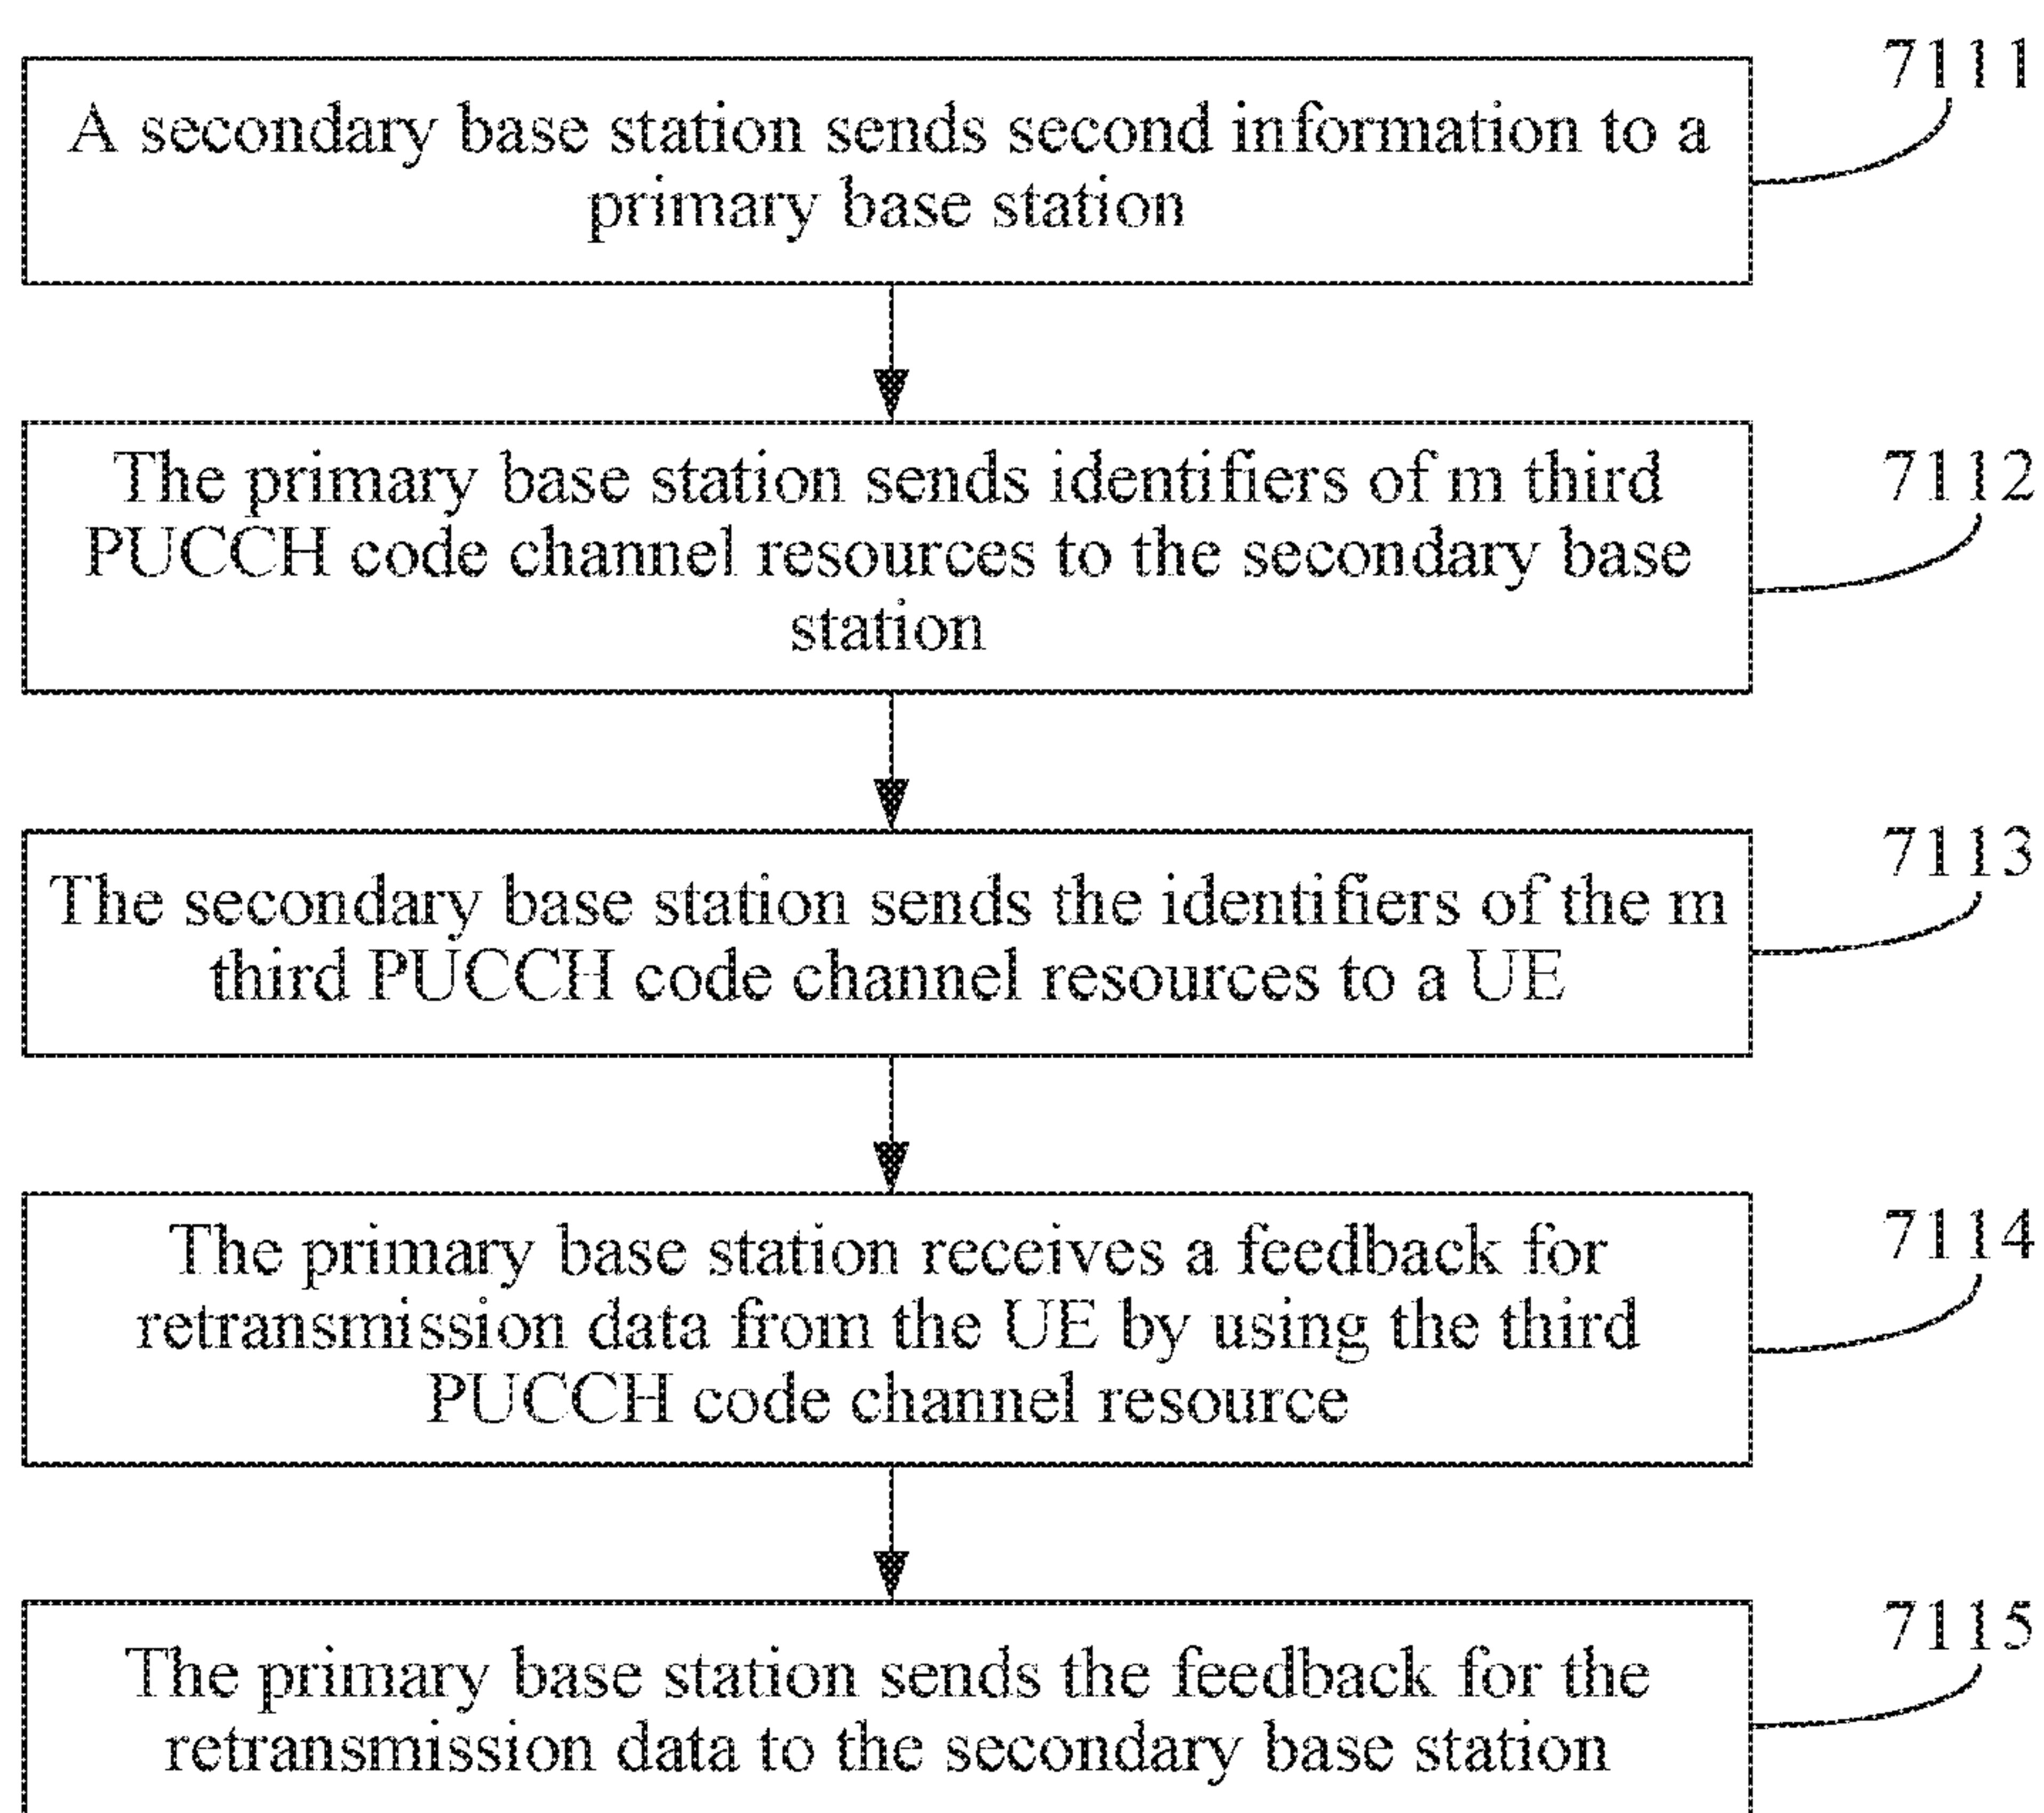 7111
A secondary base station sends second information to a
primary base station
7112
The primary base station sends identifiers of m third
PUCCH code channel resources to the secondary base
station
7113
The secondary base station sends the identifiers of the m
third PUCCH code channel resources to a UE
7114
The primary base station receives a feedback for
retransmission data from the UE by using the third
PUCCH code channel resource
7115
The primary base station sends the feedback for the
retransmission data to the secondary base station